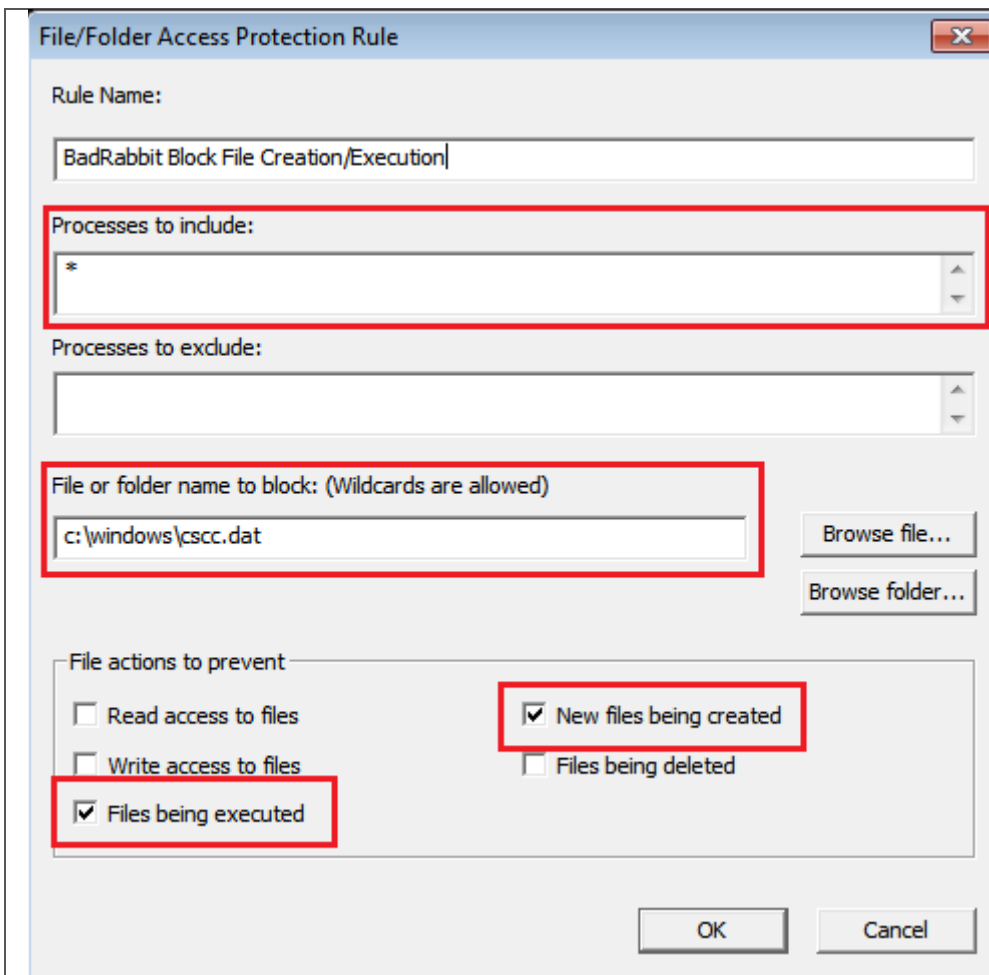 File/Folder Access Protection Rule
Rule Name:
BadRabbit Block File Creation/Execution
Processes to include:
*
Processes to exclude:
File or folder name to block: (Wildcards are allowed)
c:\windows\cscc.dat
Browse file...
Browse folder...
File actions to prevent
Read access to files
New files being created
Write access to files
Files being deleted
Files being executed
OK
Cancel